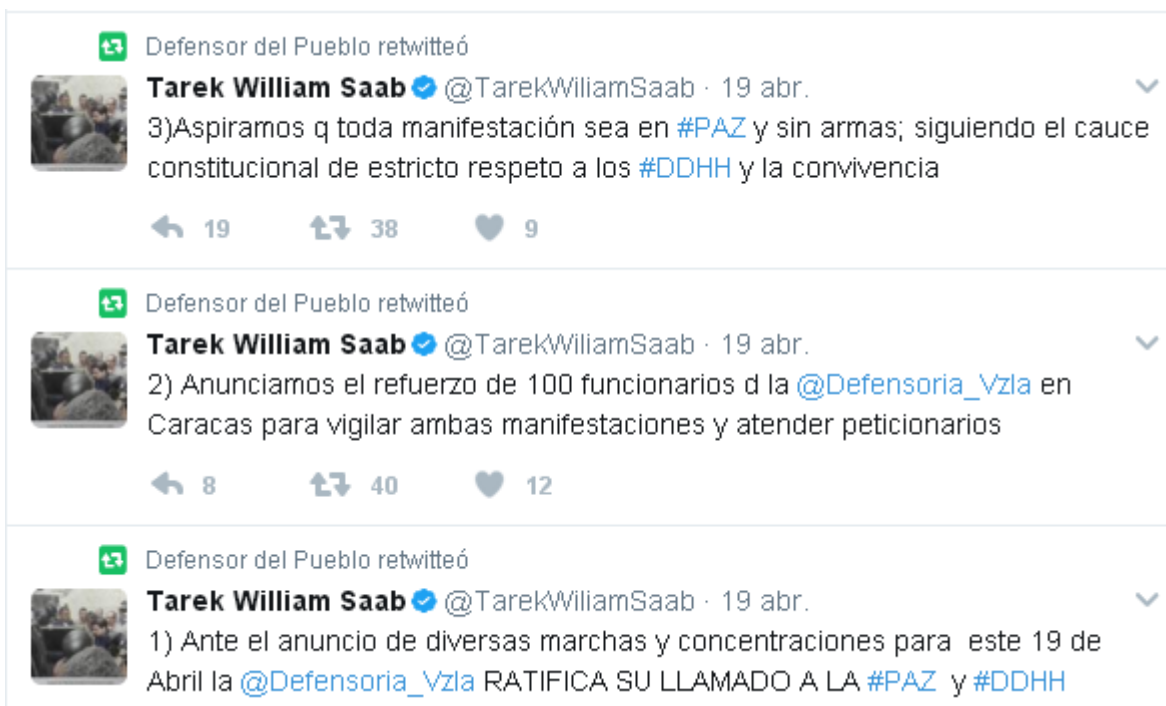 Defensor del Pueblo retwitteó
Tarek William Saab @TarekWiliamSaab · 19 abr.
3)Aspiramos q toda manifestación sea en #PAZ y sin armas; siguiendo el cauce
constitucional de estricto respeto a los #DDHH y la convivencia
19 38 9
Defensor del Pueblo retwitteó
Tarek William Saab @TarekWiliamSaab · 19 abr.
2) Anunciamos el refuerzo de 100 funcionarios d la @Defensoria_Vzla en
Caracas para vigilar ambas manifestaciones y atender peticionarios
8 40 12
Defensor del Pueblo retwitteó
Tarek William Saab @TarekWiliamSaab · 19 abr.
1) Ante el anuncio de diversas marchas y concentraciones para este 19 de
Abril la @Defensoria_Vzla RATIFICA SU LLAMADO A LA #PAZ y #DDHH